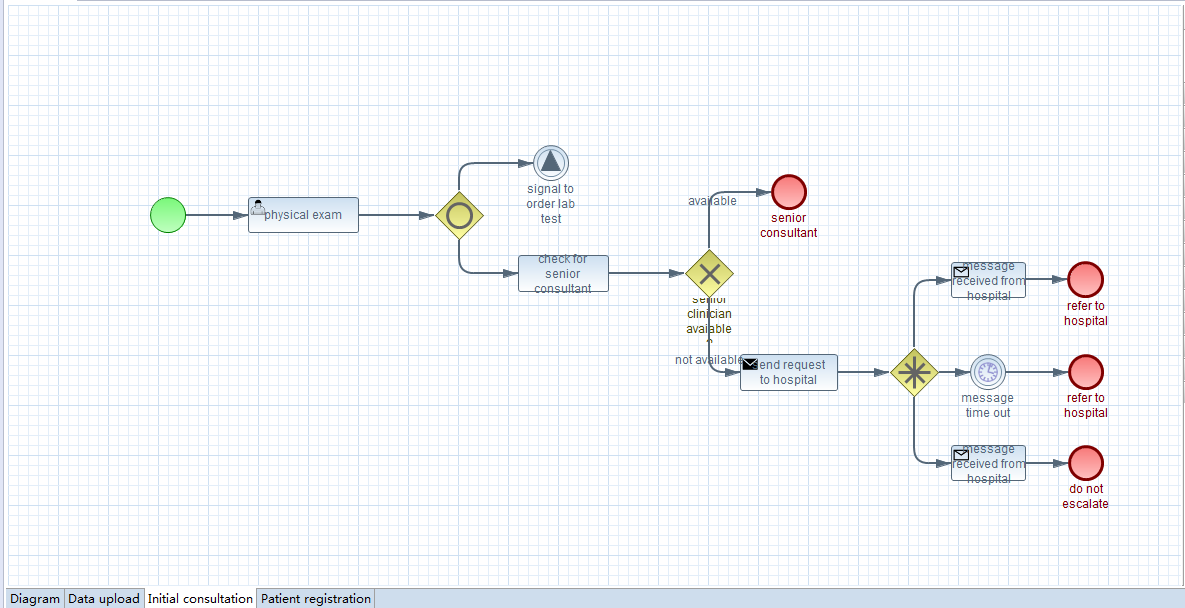 physical exam
signal to
order lab
test
check for
senior
consultant
available
senior
consultant
senior
clinician
avaiable
?
not available
send request
to hospital
message
received from
hospital
refer to
hospital
message
time out
refer to
hospital
message
received from
hospital
do not
escalate
Diagram
Data upload
Initial consultation
Patient registration